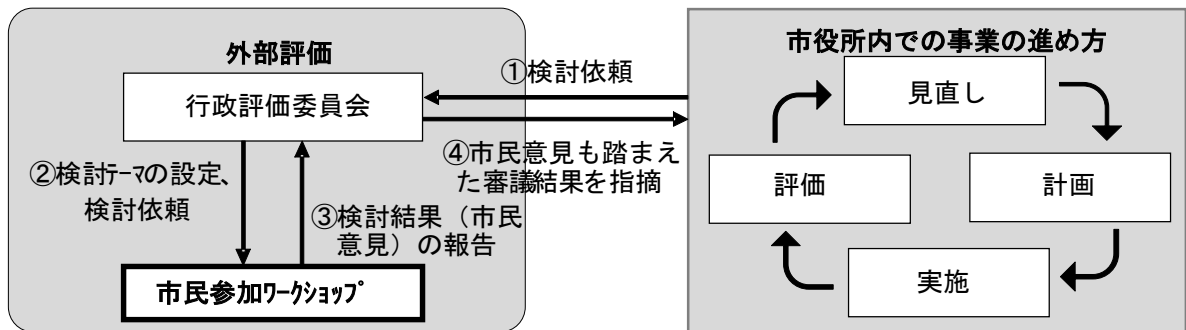 外部評価
行政評価委員会
①検討依頼
②検討ﾃｰﾏの設定、
検討依頼
③検討結果（市民
意見）の報告
④市民意見も踏まえ
た審議結果を指摘
市民参加ﾜｰｸｼｮｯﾌﾟ
市役所内での事業の進め方
見直し
計画
実施
評価